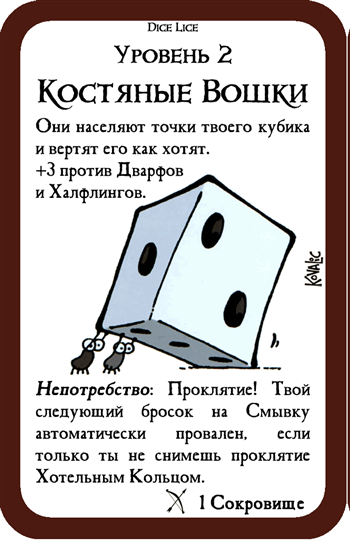 Dice Lice
Уровень 2
Костяные Вошки
Они населяют точки твоего кубика
и вертят его как хотят.
+3 против Дварфов
и Халфлингов.
Kovalic
Непотребство: Проклятие! Твой
следующий бросок на Смывку
автоматически провален, если
только ты не снимешь проклятие
Хотельным Кольцом.
1 Сокровище